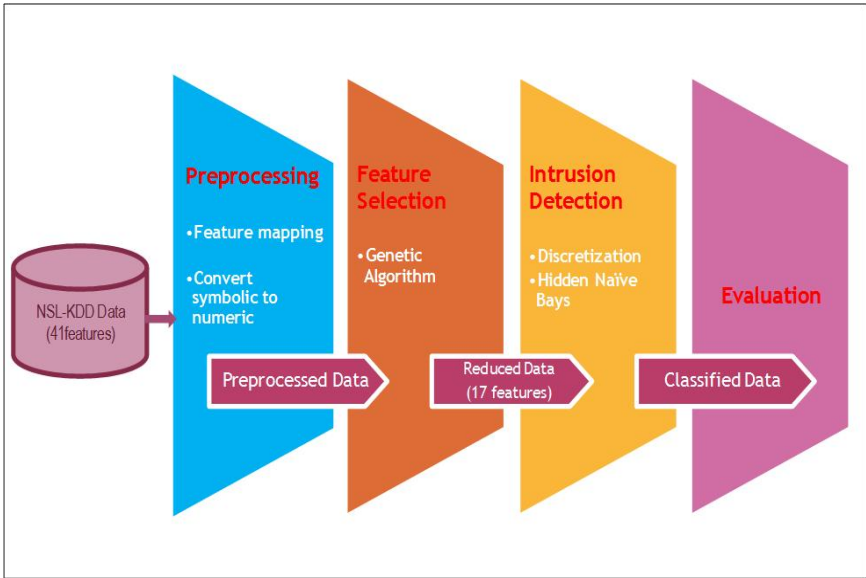 NSL-KDD Data
(41features)
Preprocessing
•Feature mapping
•Convert
symbolic to
numeric
Preprocessed Data
Feature
Selection
•Genetic
Algorithm
Reduced Data
(17 features)
Intrusion
Detection
•Discretization
•Hidden Naïve
Bays
Classified Data
Evaluation